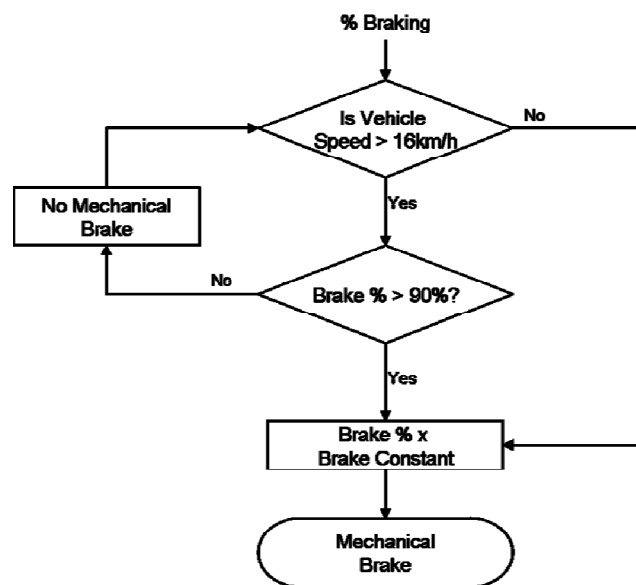 % Braking
Is Vehicle
Speed > 16km/h
No
Yes
No Mechanical
Brake
No
Brake % > 90%?
Yes
Brake % x
Brake Constant
Mechanical
Brake